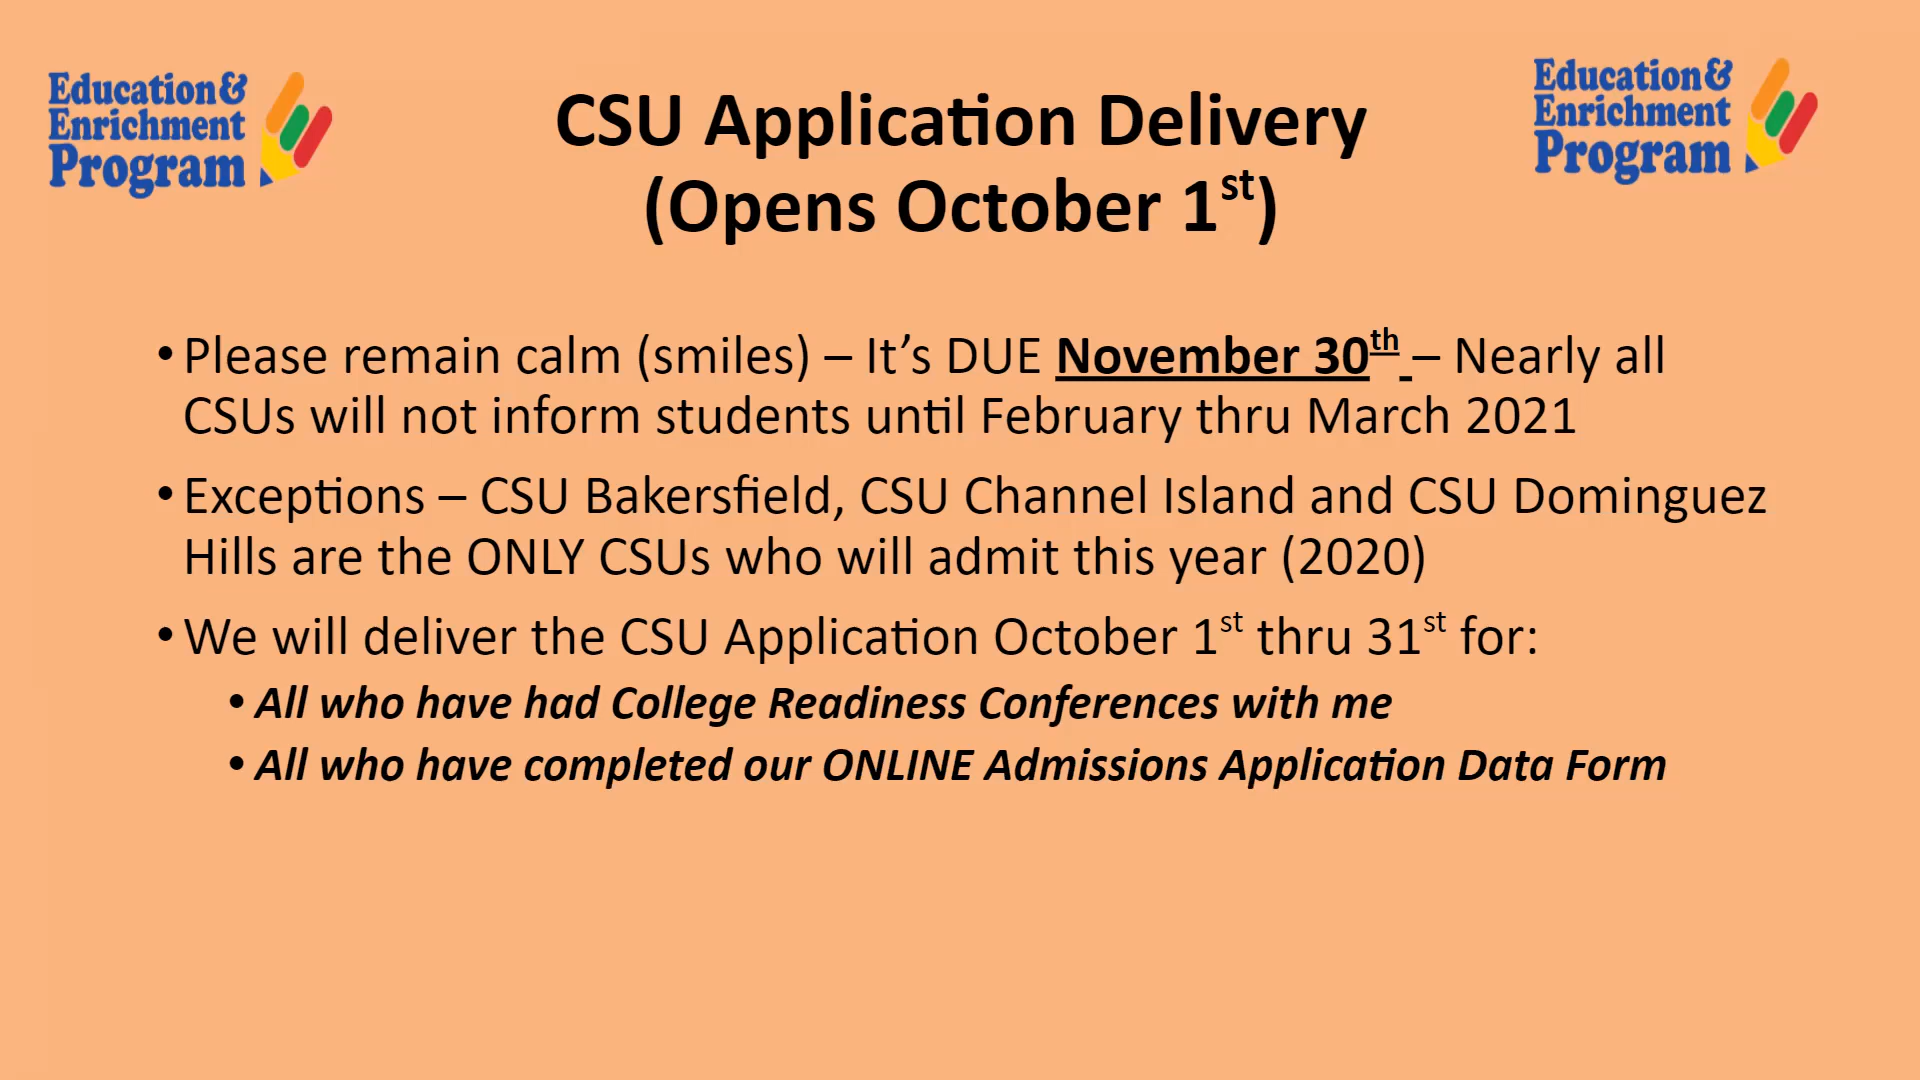 Education&
Enrichment
Program
Education&
Enrichment
Program
CSU Application Delivery
(Opens October 1st)
• Please remain calm (smiles) – It’s DUE November 30th – Nearly all
CSUs will not inform students until February thru March 2021
• Exceptions – CSU Bakersfield, CSU Channel Island and CSU Dominguez
Hills are the ONLY CSUs who will admit this year (2020)
• We will deliver the CSU Application October 1st thru 31st for:
• All who have had College Readiness Conferences with me
• All who have completed our ONLINE Admissions Application Data Form